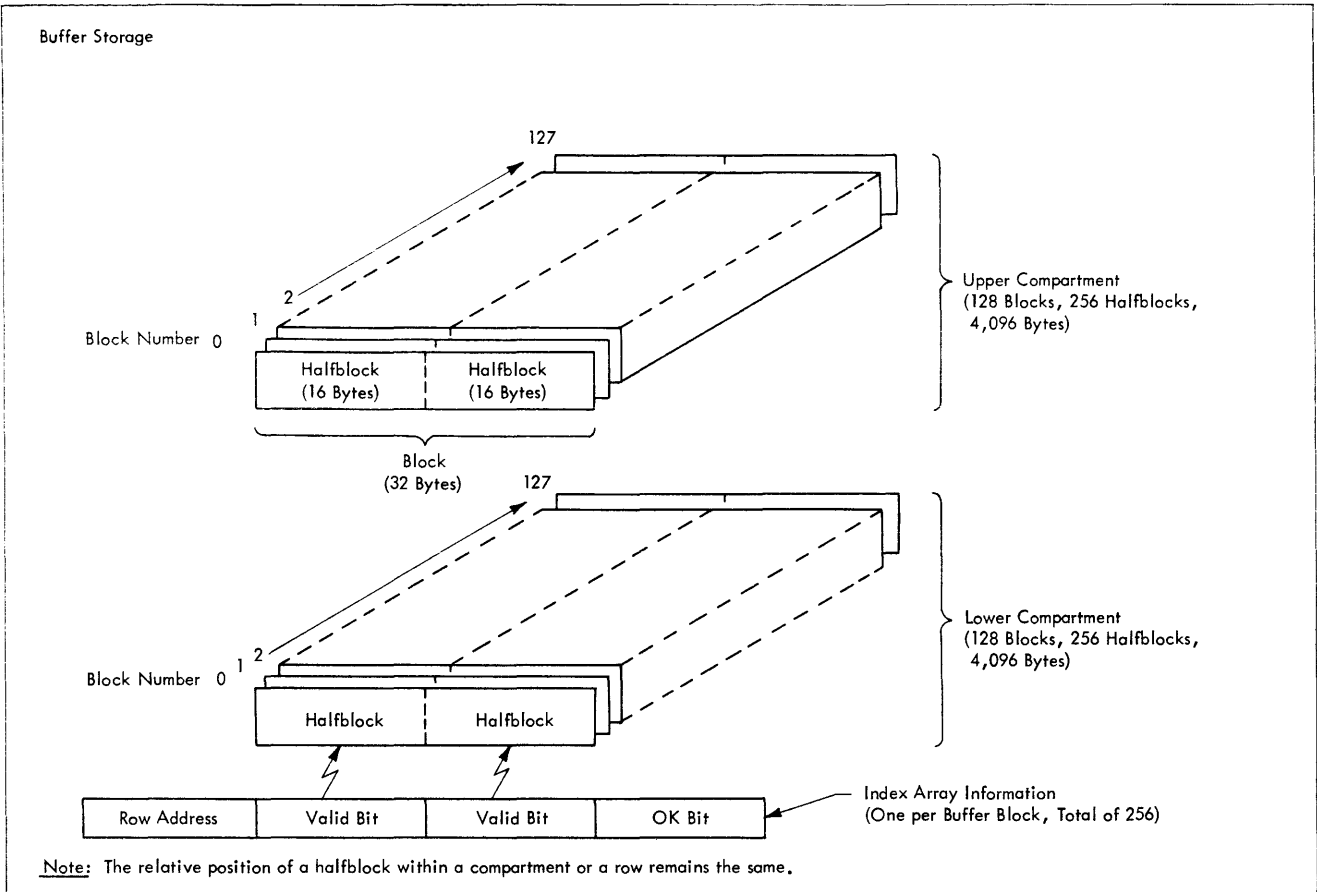 Buffer Storage
127
2
1
Block Number 0
Halfblock
(16 Bytes)
Halfblock
(16 Bytes)
Upper Compartment
(128 Blocks, 256 Halfblocks,
4,096 Bytes)
Block
(32 Bytes)
127
2
1
Block Number 0
Halfblock
Halfblock
Lower Compartment
(128 Blocks, 256 Halfblocks,
4,096 Bytes)
Row Address
Valid Bit
Valid Bit
OK Bit
Index Array Information
(One per Buffer Block, Total of 256)
Note: The relative position of a halfblock within a compartment or a row remains the same.